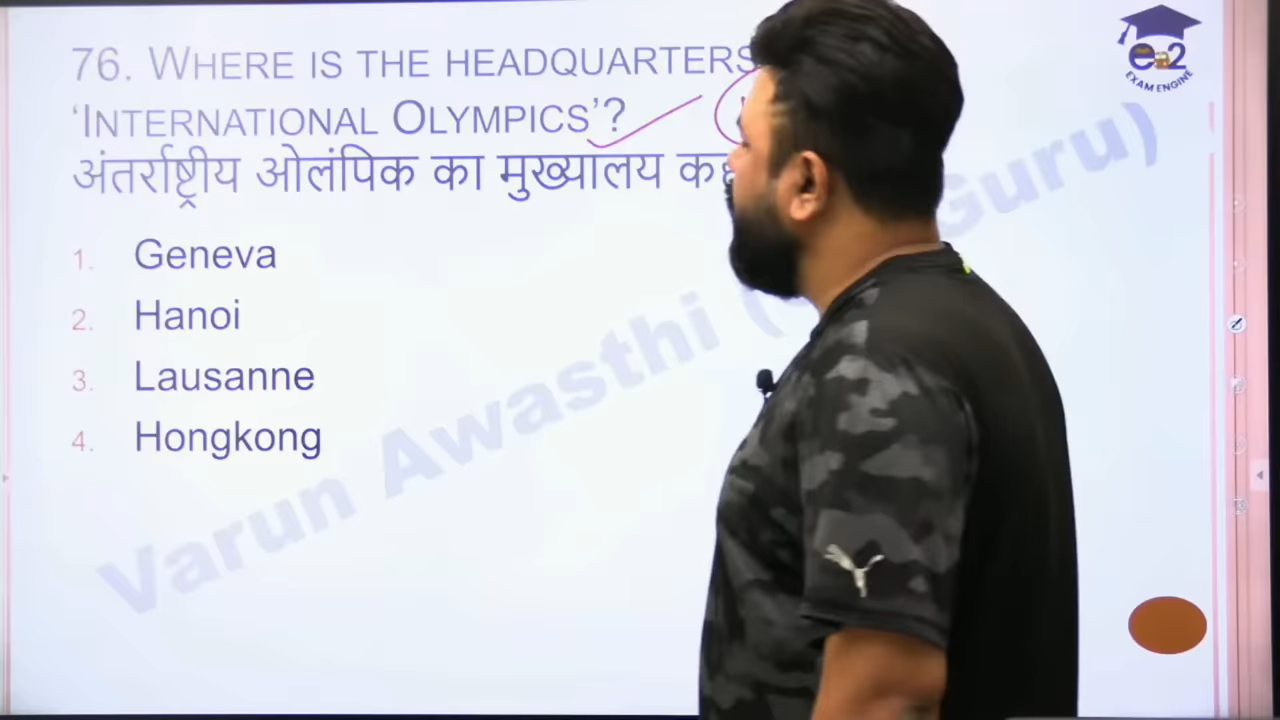 76. WHERE IS THE HEADQUARTERS
‘INTERNATIONAL OLYMPICS’?
अंतर्राष्ट्रीय ओलंपिक का मुख्यालय
1. Geneva
2. Hanoi
3. Lausanne
4. Hongkong
Varun Awasthi ( Guru)
e2
EXAM ENGINE